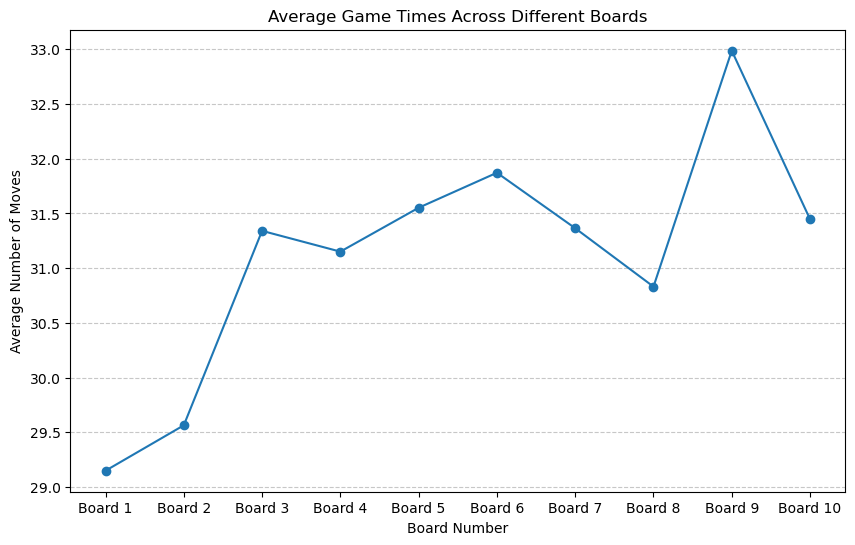 Average Game Times Across Different Boards
Average Number of Moves
33.0
32.5
32.0
31.5
31.0
30.5
30.0
29.5
29.0
Board 1 Board 2 Board 3 Board 4 Board 5 Board 6 Board 7 Board 8 Board 9 Board 10
Board Number